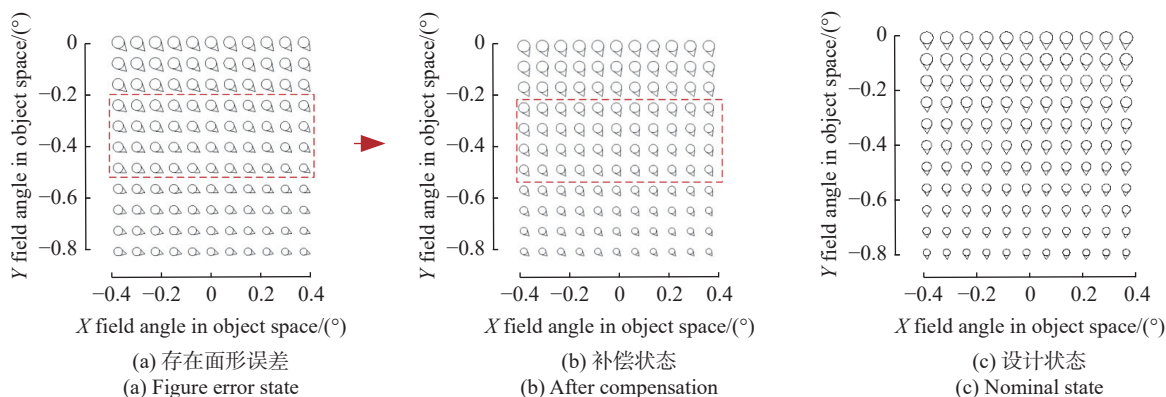 0
−0.2
−0.4
−0.6
−0.8
Y field angle in object space/(°)
−0.4 −0.2 0 0.2 0.4
X field angle in object space/(°)
(a) 存在面形误差
(a) Figure error state
0
−0.2
−0.4
−0.6
−0.8
Y field angle in object space/(°)
−0.4 −0.2 0 0.2 0.4
X field angle in object space/(°)
(b) 补偿状态
(b) After compensation
0
−0.2
−0.4
−0.6
−0.8
Y field angle in object space/(°)
−0.4 −0.2 0 0.2 0.4
X field angle in object space/(°)
(c) 设计状态
(c) Nominal state